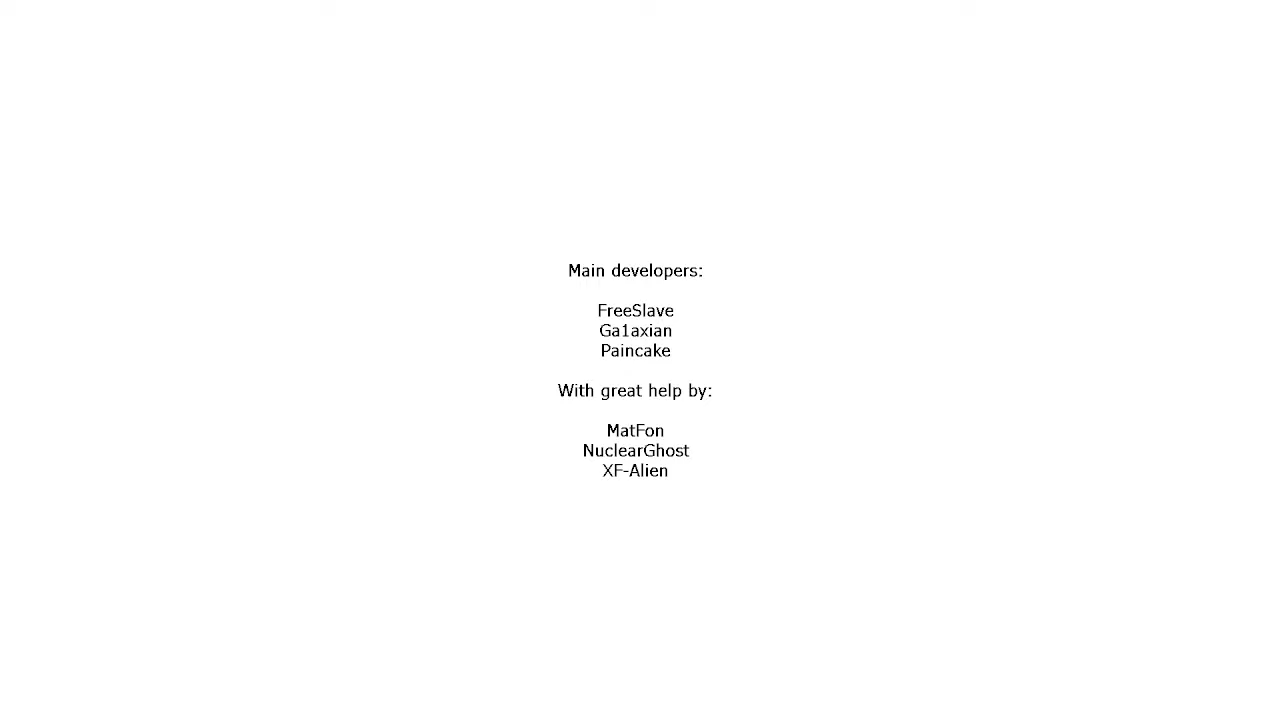 Main developers:
FreeSlave
Ga1axian
Paincake
With great help by:
MatFon
NuclearGhost
XF-Alien